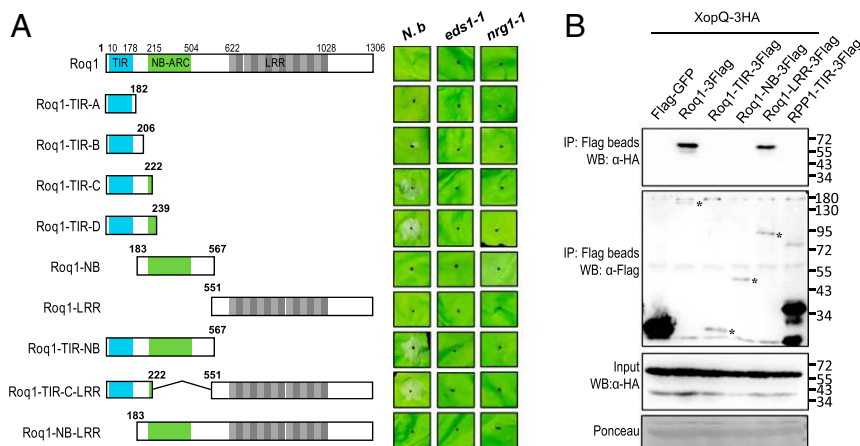 A
N.b eds1-1 nrg1-1
1 10 178 215 504 622 1028 1306
Roq1 TIR NB-ARC LRR
182
Roq1-TIR-A
206
Roq1-TIR-B
222
Roq1-TIR-C
239
Roq1-TIR-D
183 567
Roq1-NB
551
Roq1-LRR
567
Roq1-TIR-NB
222 551
Roq1-TIR-C-LRR
183
Roq1-NB-LRR
B
XopQ-3HA
Flag-GFP
Roq1-3Flag
Roq1-TIR-3Flag
Roq1-NB-3Flag
Roq1-LRR-3Flag
RPP1-TIR-3Flag
IP: Flag beads
WB: α-HA
72
55
43
34
IP: Flag beads
WB: α-Flag
180
130
95
72
55
43
34
*
*
*
*
Input
WB:α-HA
72
55
43
34
Ponceau